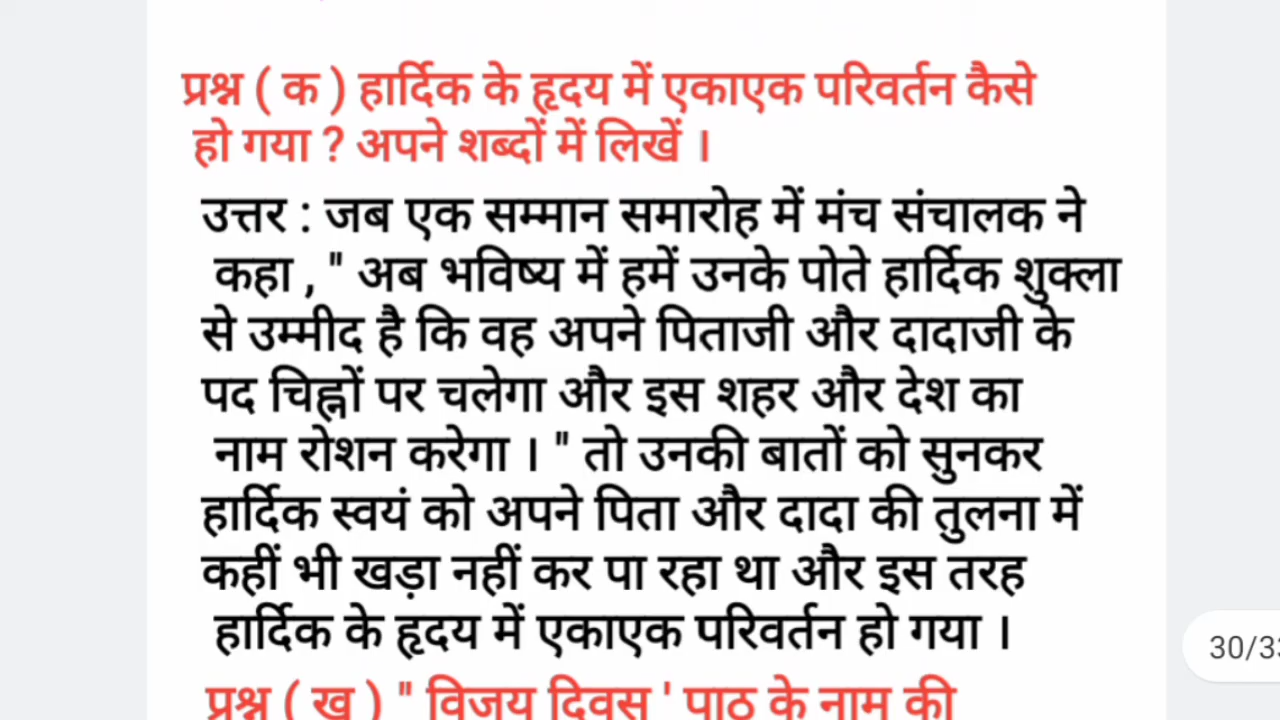 प्रश्न ( क ) हार्दिक के हृदय में एकाएक परिवर्तन कैसे
हो गया ? अपने शब्दों में लिखें ।
उत्तर : जब एक सम्मान समारोह में मंच संचालक ने
कहा , " अब भविष्य में हमें उनके पोते हार्दिक शुक्ला
से उम्मीद है कि वह अपने पिताजी और दादाजी के
पद चिह्नों पर चलेगा और इस शहर और देश का
नाम रोशन करेगा । " तो उनकी बातों को सुनकर
हार्दिक स्वयं को अपने पिता और दादा की तुलना में
कहीं भी खड़ा नहीं कर पा रहा था और इस तरह
हार्दिक के हृदय में एकाएक परिवर्तन हो गया ।
30/33
प्रश्न ( ख ) " विजय दिवस ' पाठ के नाम की